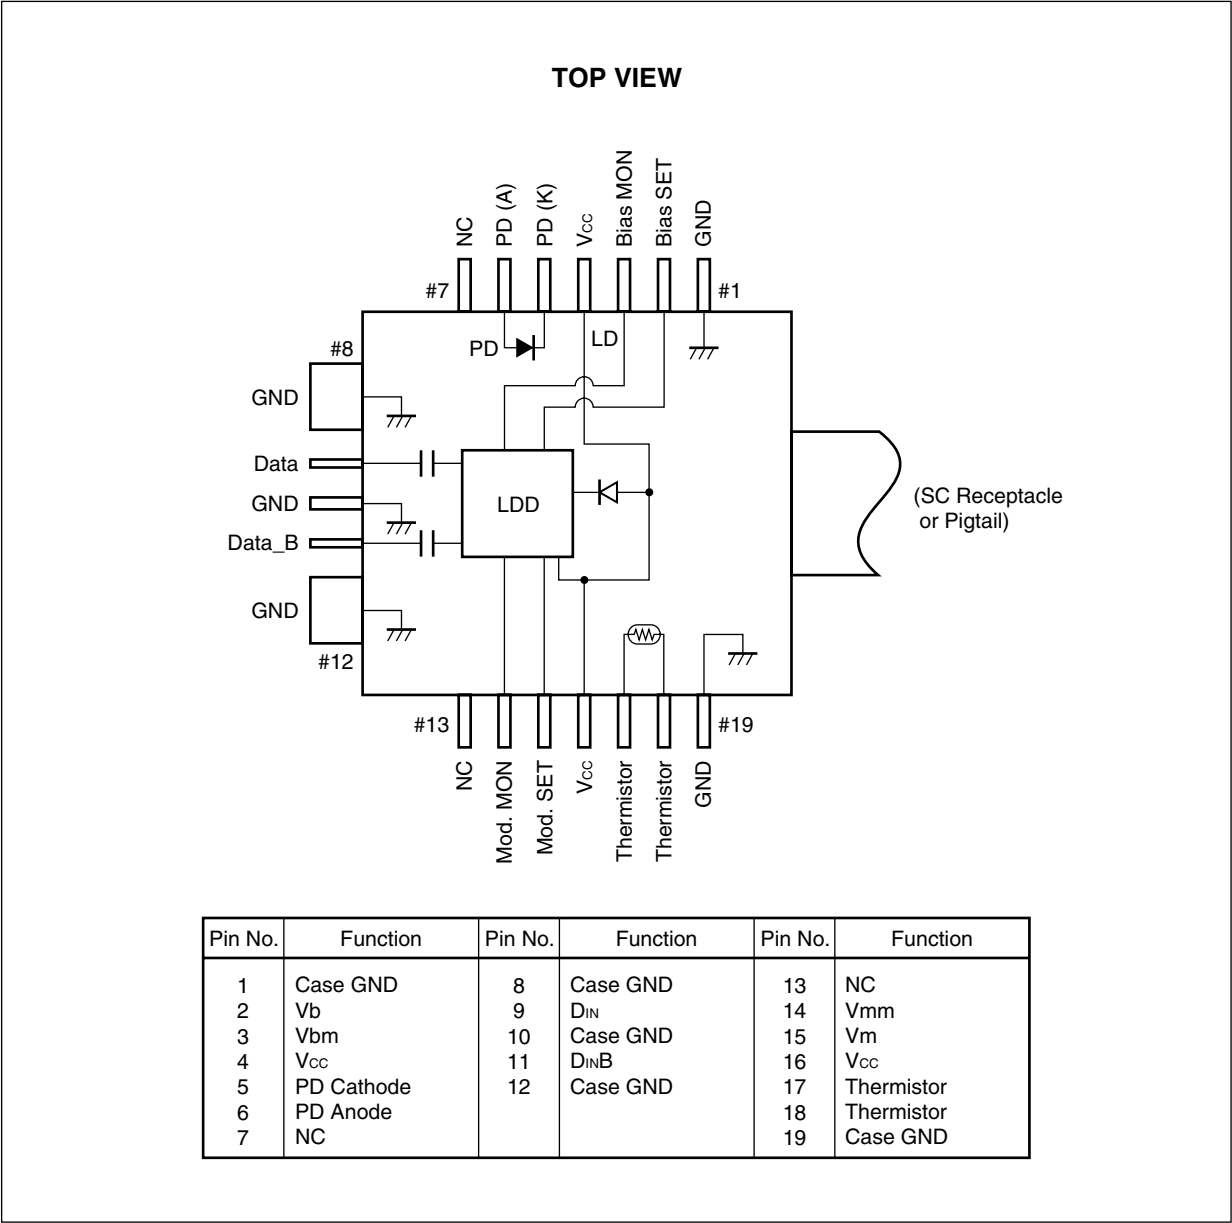 TOP VIEW
NC
PD (A)
PD (K)
VCC
Bias MON
Bias SET
GND
#7
#1
PD
LD
#8
GND
Data
GND
Data_B
GND
#12
LDD
(SC Receptacle
or Pigtail)
#13
#19
NC
Mod. MON
Mod. SET
VCC
Thermistor
Thermistor
GND
Pin No. Function Pin No. Function Pin No. Function
1 Case GND 8 Case GND 13 NC
2 Vb 9 DIN 14 Vmm
3 Vbm 10 Case GND 15 Vm
4 VCC 11 DINB 16 VCC
5 PD Cathode 12 Case GND 17 Thermistor
6 PD Anode 18 Thermistor
7 NC 19 Case GND